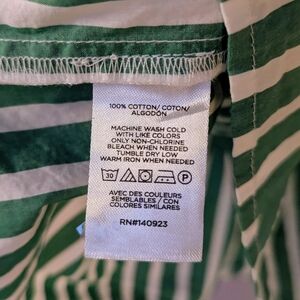 100% COTTON/ COTON/
ALGODÓN
MACHINE WASH COLD
WITH LIKE COLORS
ONLY NON-CHLORINE
BLEACH WHEN NEEDED
TUMBLE DRY LOW
WARM IRON WHEN NEEDED
30 P
AVEC DES COULEURS
SEMBLABLES / CON
COLORES SIMILARES
RN#140923